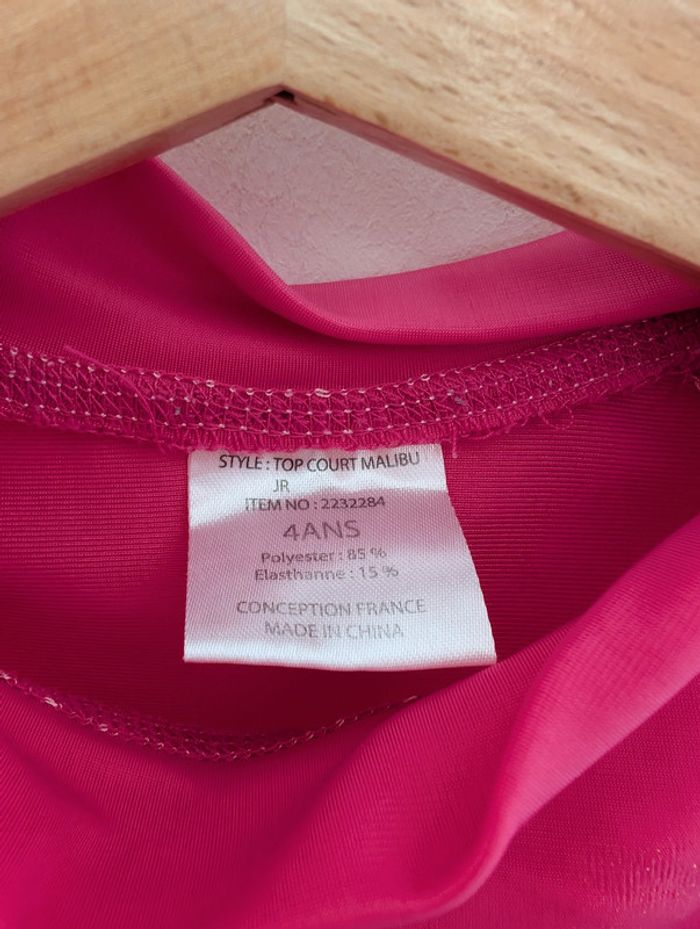 STYLE : TOP COURT MALIBU
JR
ITEM NO : 2232284
4ANS
Polyester : 85 %
Elasthanne : 15 %
CONCEPTION FRANCE
MADE IN CHINA